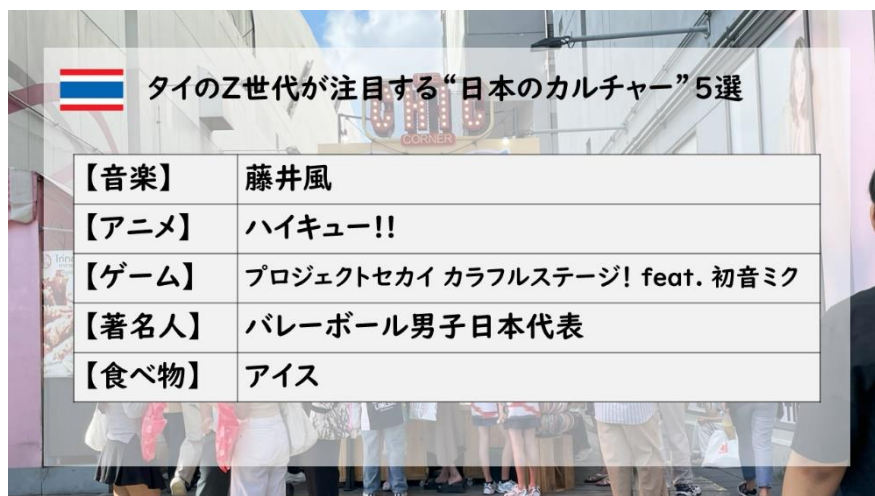 タイのZ世代が注目する“日本のカルチャー”5選
CHIC
CORNER
【音楽】 藤井風
【アニメ】 ハイキュー!!
【ゲーム】 プロジェクトセカイ カラフルステージ! feat. 初音ミク
【著名人】 バレーボール男子日本代表
【食べ物】 アイス